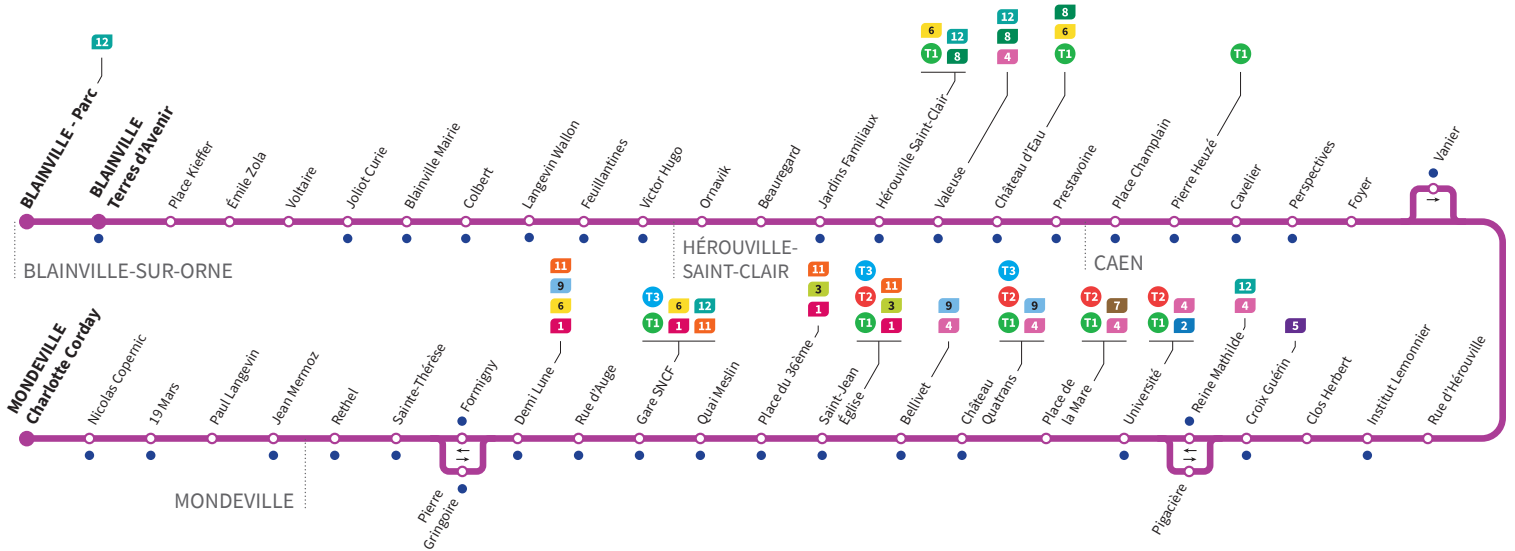 12
BLAINVILLE - Parc
BLAINVILLE
Terres d'Avenir
Place Kieffer
Émile Zola
Voltaire
Joliot Curie
Blainville Mairie
Colbert
Langevin Wallon
Feuillantines
Victor Hugo
Ornavik
Beauregard
Jardins Familiaux
6
12
T1
8
Hérouville Saint-Clair
12
8
4
Valeuse
8
6
T1
Château d'Eau
Prestavoine
Place Champlain
T1
Pierre Heuzé
Cavelier
Perspectives
Foyer
Vanier
→
BLAINVILLE-SUR-ORNE
HÉROUVILLE-
SAINT-CLAIR
CAEN
MONDEVILLE
Charlotte Corday
Nicolas Copernic
19 Mars
Paul Langevin
Jean Mermoz
Rethel
Sainte-Thérèse
Formigny
←
→
Pierre
Gringoire
11
9
6
1
Demi Lune
Rue d'Auge
T3
6
12
T1
1
11
Gare SNCF
Quai Meslin
11
3
1
Place du 36ème
T3
T2
11
3
T1
1
Saint-Jean
Eglise
9
4
Bellivet
T3
T2
9
T1
4
Château
Quatrans
T2
7
T1
4
Place de
la Mare
T2
4
T1
2
Université
12
4
Reine Mathilde
←
→
Pigacière
5
Croix Guérin
Clos Herbert
Institut Lemonnier
Rue d'Hérouville
MONDEVILLE